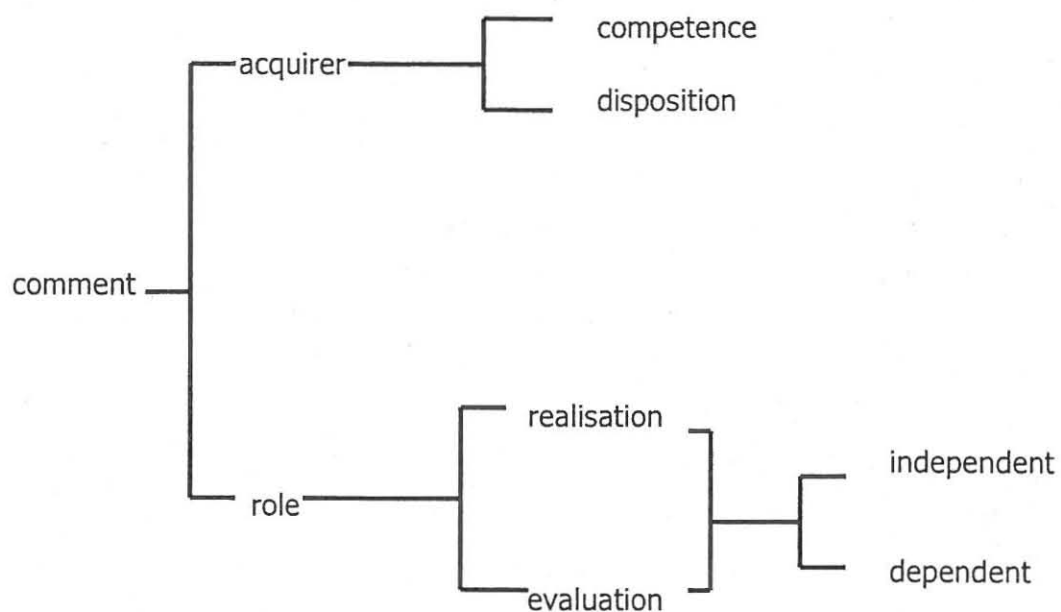 competence
acquirer
disposition
comment
realisation
independent
role
dependent
evaluation